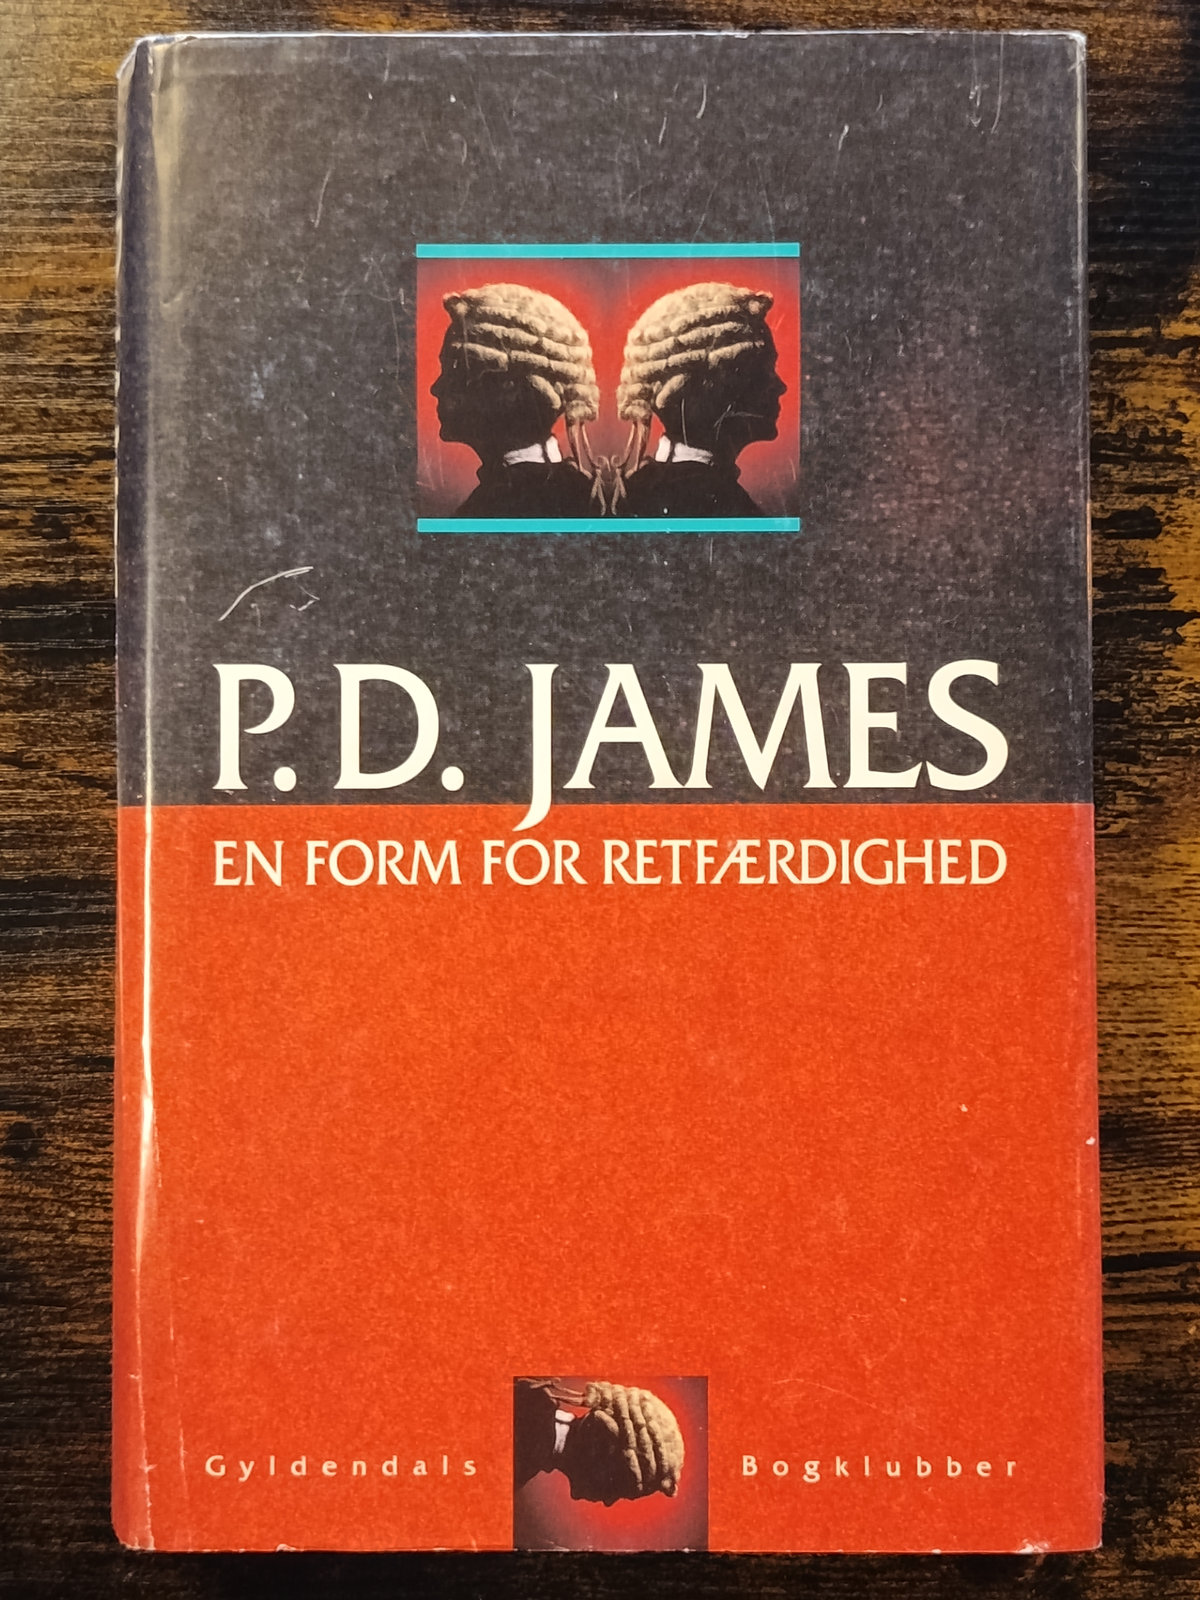 P. D. JAMES
EN FORM FOR RETFÆRDIGHED
Gyldendals Bogklubber